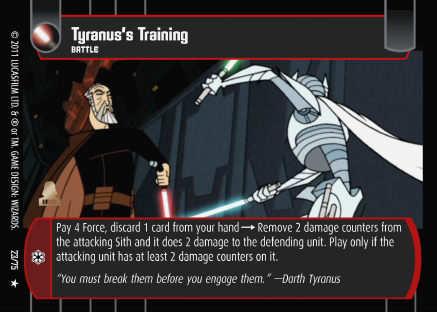 Tyranus's Training
BATTLE
Pay 4 Force, discard 1 card from your hand → Remove 2 damage counters from
the attacking Sith and it does 2 damage to the defending unit. Play only if the
attacking unit has at least 2 damage counters on it.
"You must break them before you engage them." –Darth Tyranus
© 2011 LUCASFILM LTD. & ® or TM. GAME DESIGN, WIZARDS.
23/75 ★